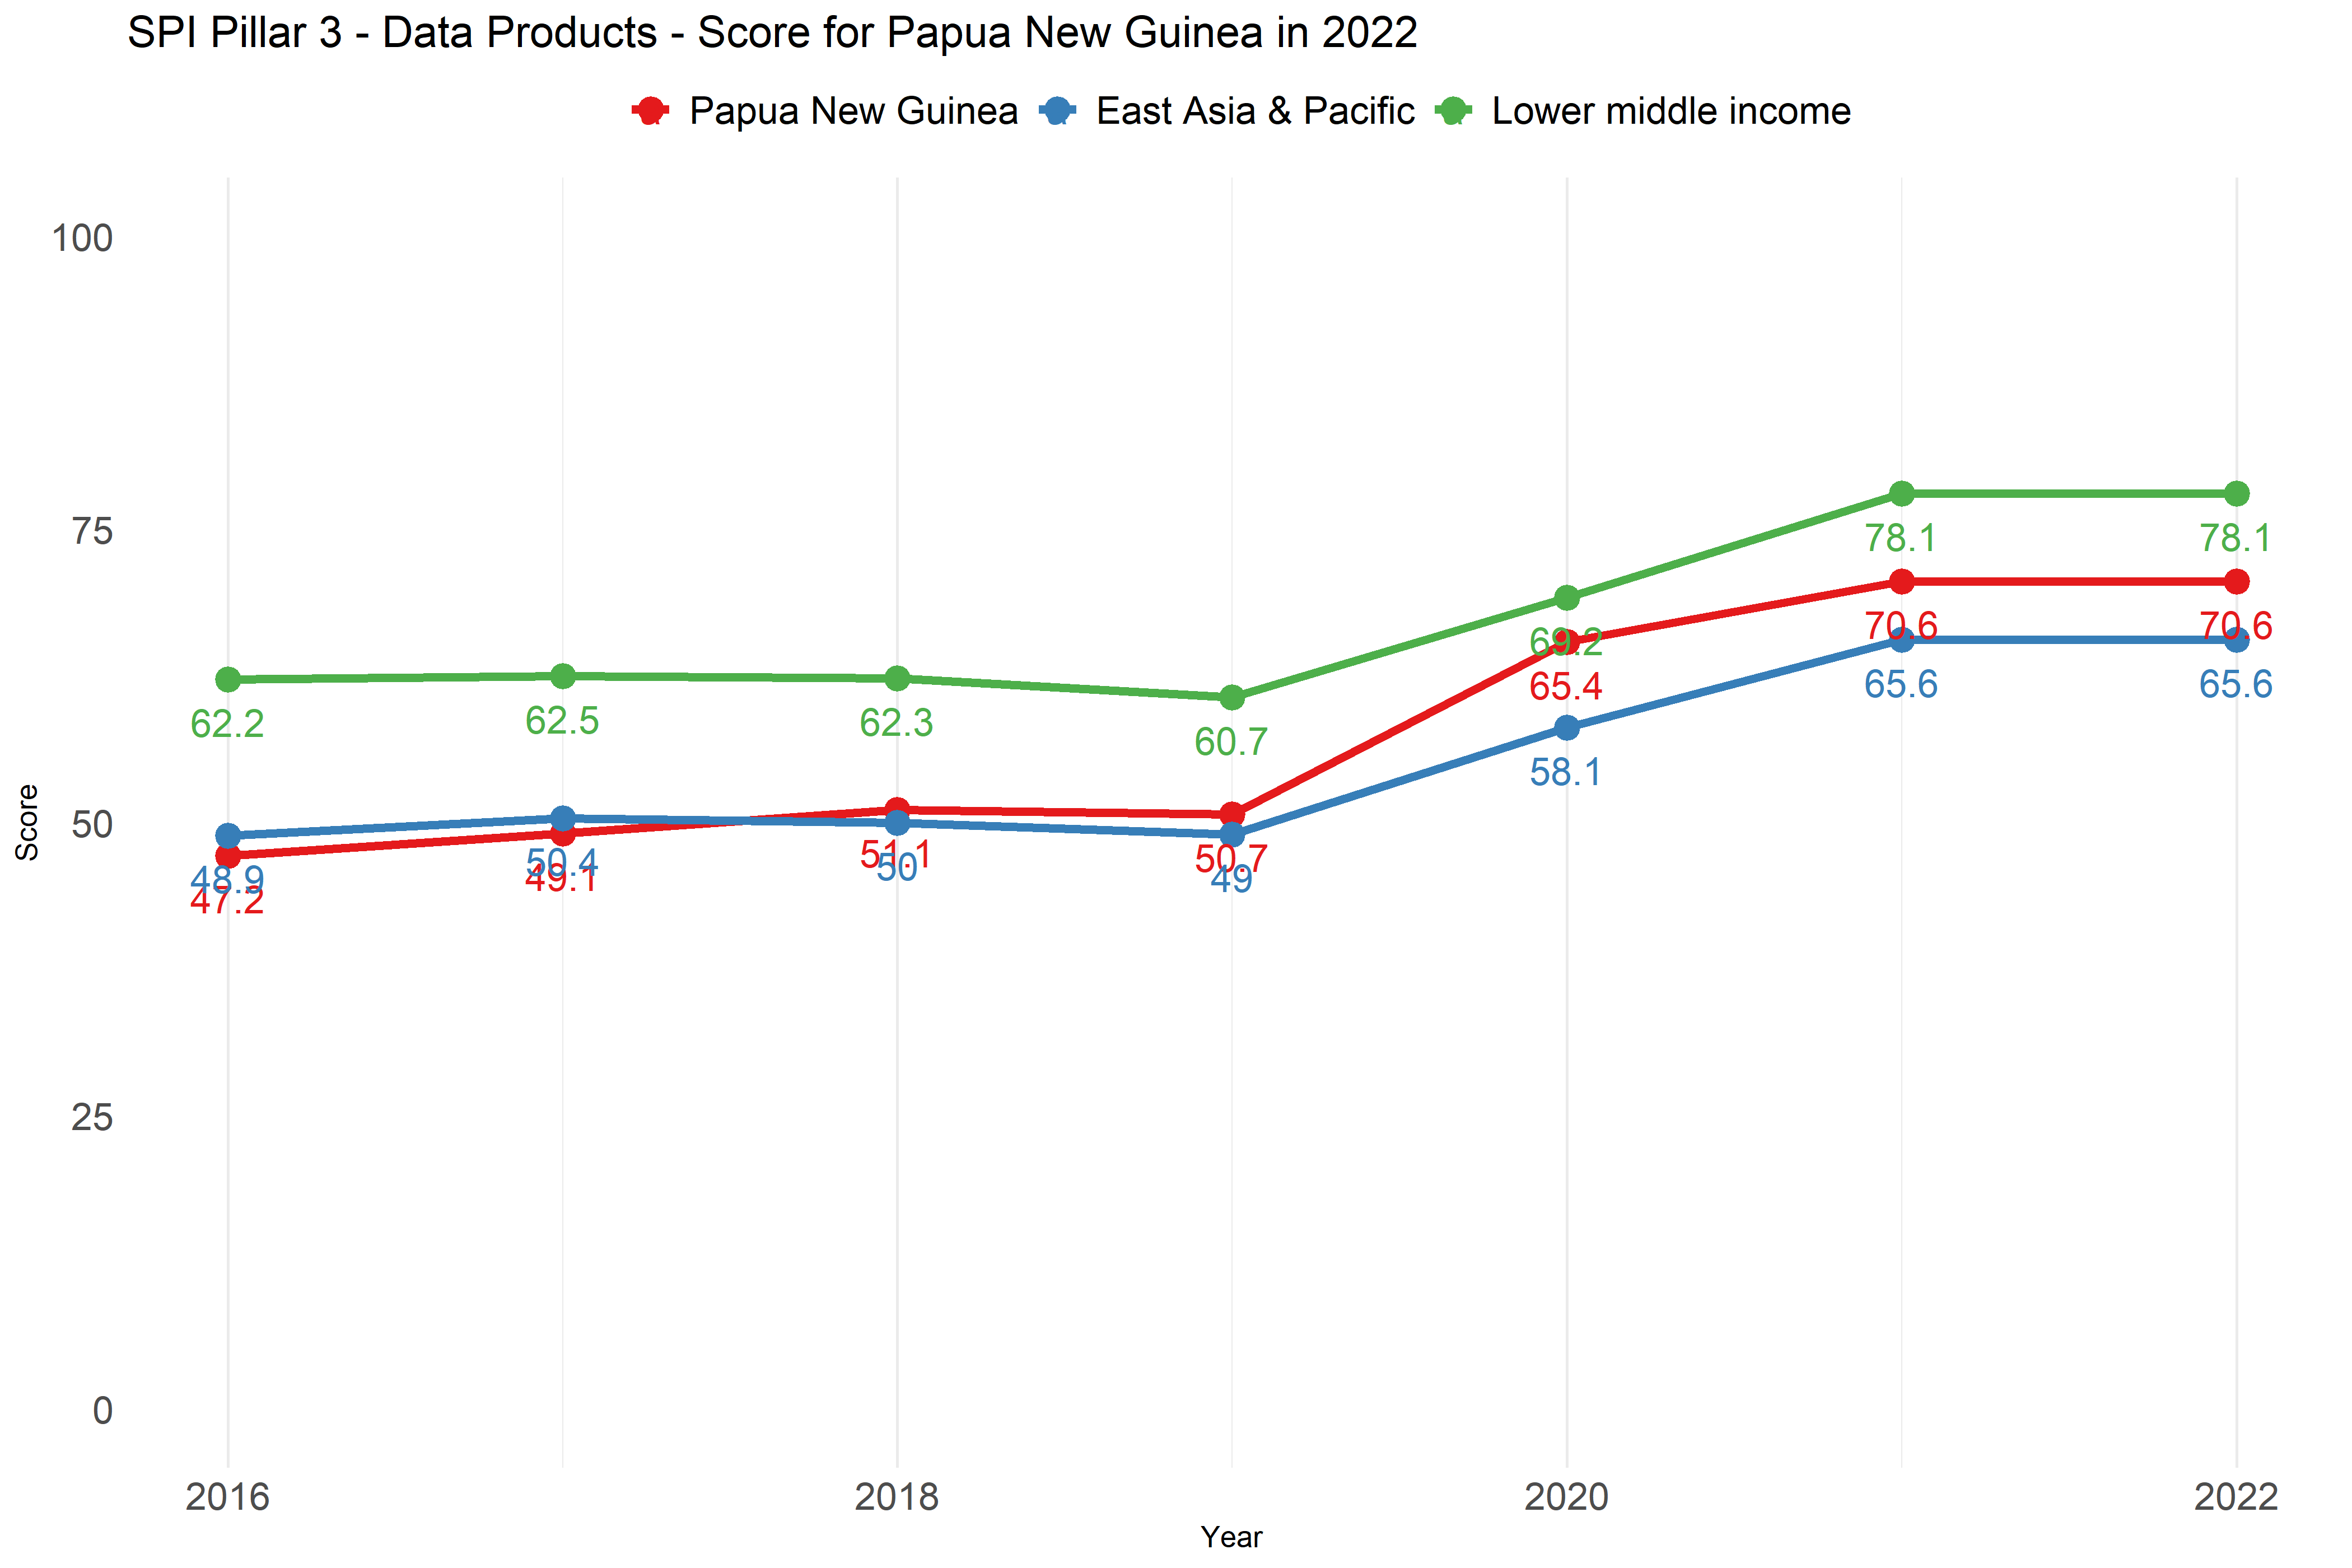 SPI Pillar 3 - Data Products - Score for Papua New Guinea in 2022
Papua New Guinea East Asia & Pacific Lower middle income
100
75
50
25
0
Score
78.1 78.1
70.6 70.6
69.2
65.4
65.6 65.6
62.2 62.5 62.3 60.7
58.1
48.9 50.4 51.1 50.7
47.2 49.1 50 49
2016 2018 2020 2022
Year